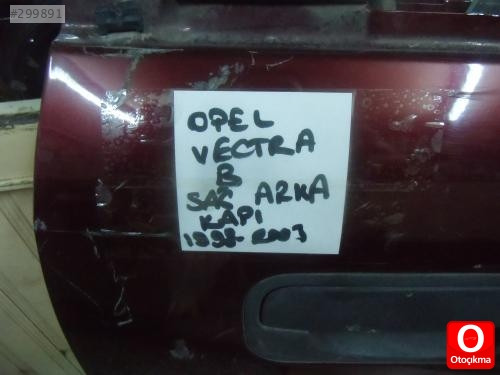 #299891
OPEL
VECTRA
B
SAĞ ARKA
KAPI
1998-2003
O
Otoçıkma